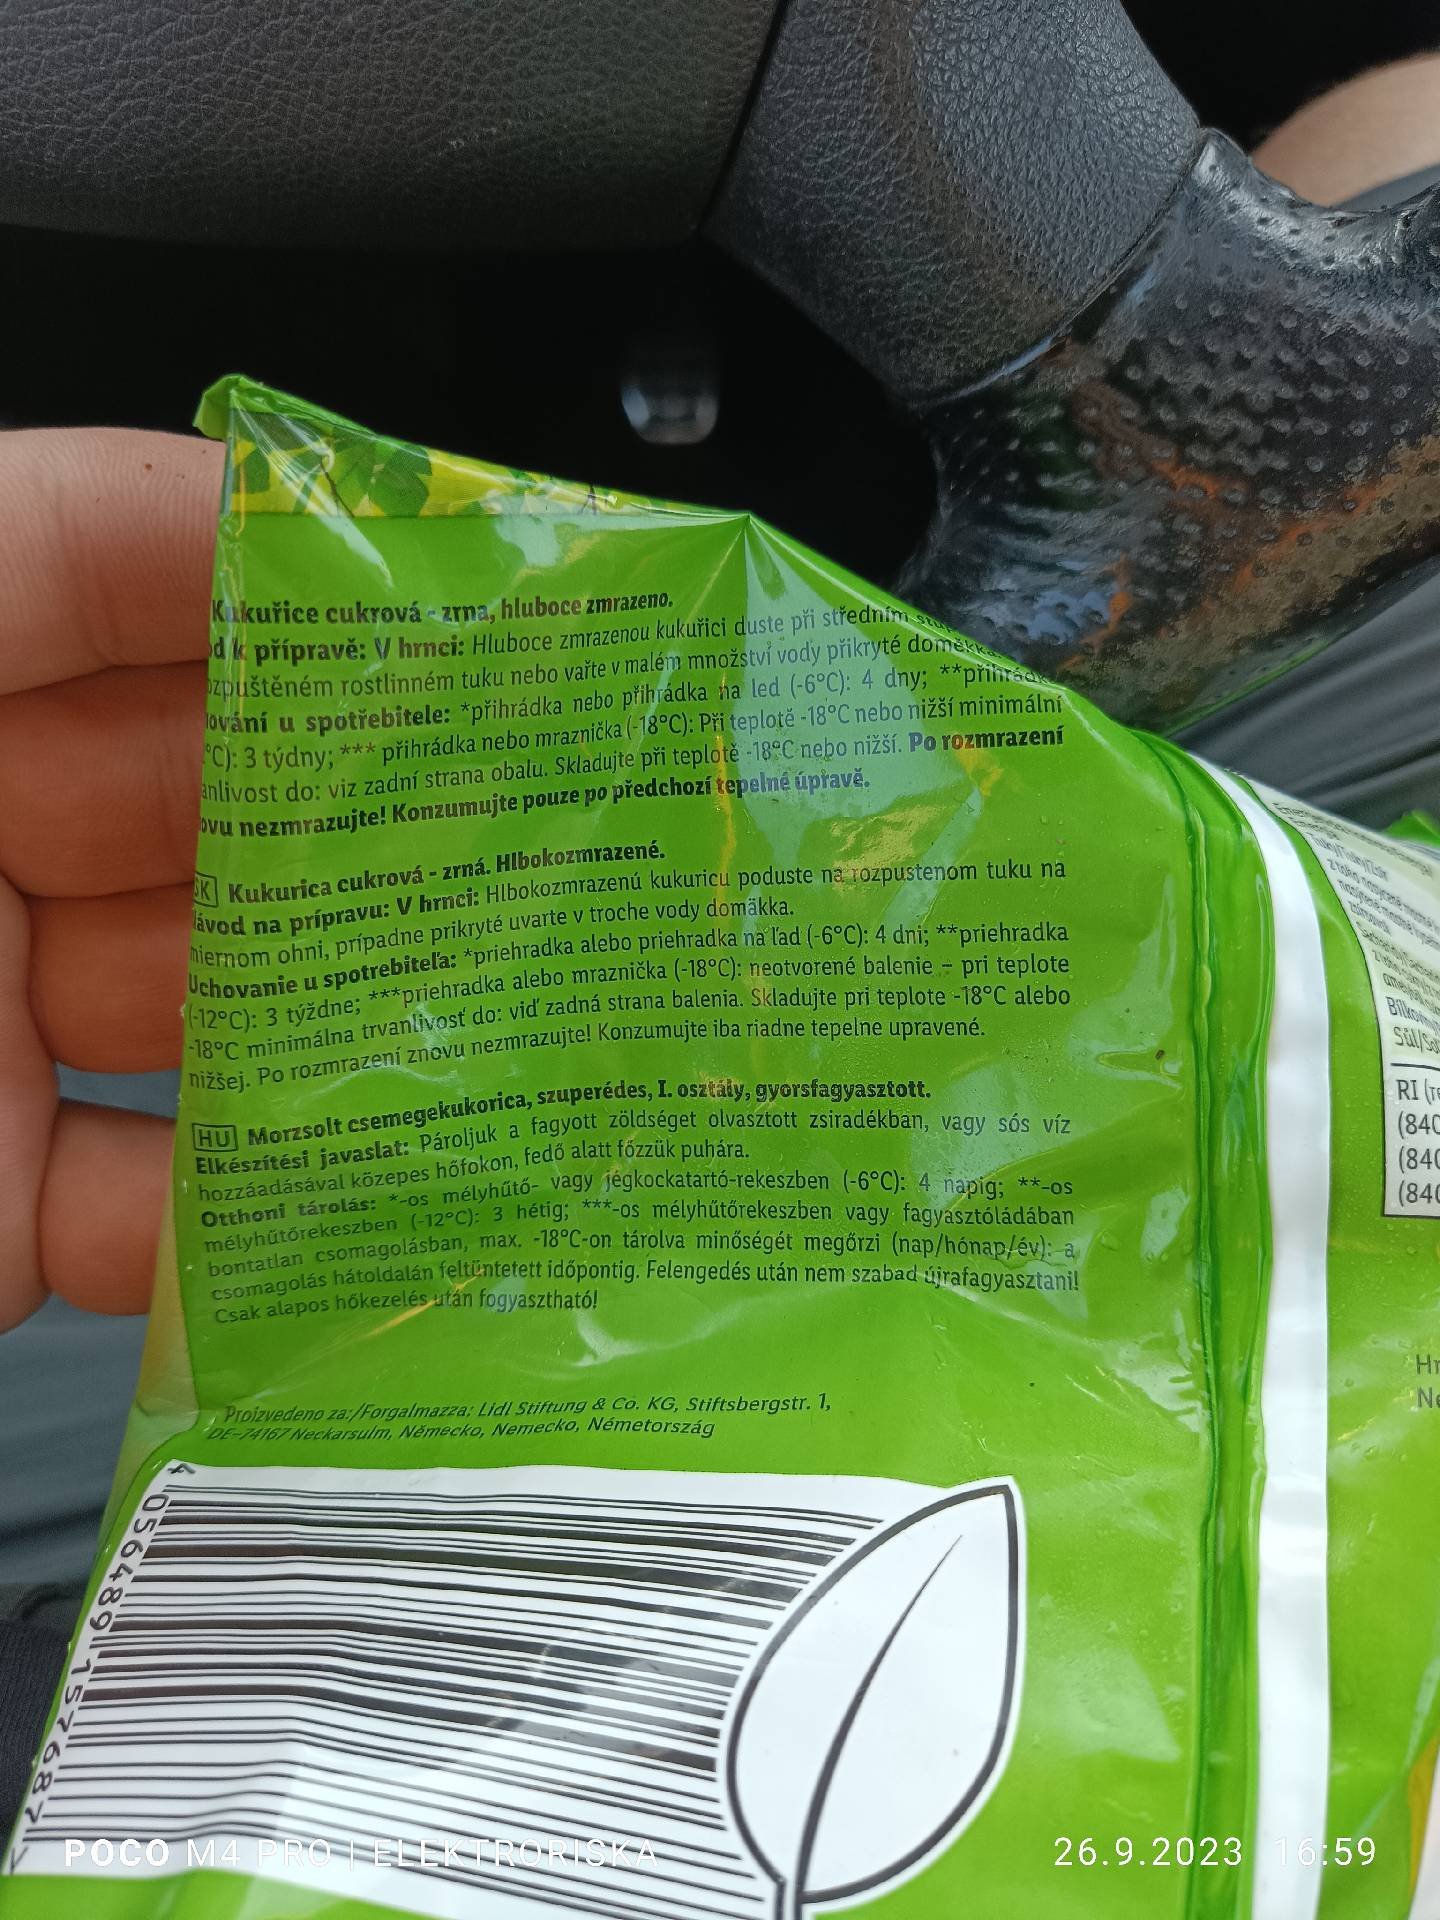 Kukuřice cukrová - zrna, hluboce zmrazeno.
d k přípravě: V hrnci: Hluboce zmrazenou kukuřici duste při středním
ozpuštěném rostlinném tuku nebo vařte v malém množství vody přikryté doměkka.
ování u spotřebitele: *přihrádka nebo přihrádka na led (-6°C): 4 dny; **přihrádka
°C): 3 týdny; *** přihrádka nebo mraznička (-18°C): Při teplotě -18°C nebo nižší minimální
anlivost do: viz zadní strana obalu. Skladujte při teplotě -18°C nebo nižší. Po rozmrazení
ovu nezmrazujte! Konzumujte pouze po předchozí tepelné úpravě.
SK Kukurica cukrová - zrná. Hlbokozmrazené.
ávod na prípravu: V hrnci: Hlbokozmrazenú kukuricu poduste na rozpustenom tuku na
miernom ohni, prípadne prikryté uvarte v troche vody domäkka.
Uchovanie u spotrebiteľa: *priehradka alebo priehradka na ľad (-6°C): 4 dni; **priehradka
(-12°C): 3 týždne; ***priehradka alebo mraznička (-18°C): neotvorené balenie – pri teplote
-18°C minimálna trvanlivosť do: viď zadná strana balenia. Skladujte pri teplote -18°C alebo
nižšej. Po rozmrazení znovu nezmrazujte! Konzumujte iba riadne tepelne upravené.
HU Morzsolt csemegekukorica, szuperédes, I. osztály, gyorsfagyasztott.
Elkészítési javaslat: Pároljuk a fagyott zöldséget olvasztott zsiradékban, vagy sós víz
hozzáadásával közepes hőfokon, fedő alatt főzzük puhára.
Otthoni tárolás: *-os mélyhűtő- vagy jégkockatartó-rekeszben (-6°C): 4 napig; **-os
mélyhűtőrekeszben (-12°C): 3 hétig; ***-os mélyhűtőrekeszben vagy fagyasztóládában
bontatlan csomagolásban, max. -18°C-on tárolva minőségét megőrzi (nap/hónap/év): a
csomagolás hátoldalán feltüntetett időpontig. Felengedés után nem szabad újrafagyasztani!
Csak alapos hőkezelés után fogyasztható!
Proizvedeno za:/Forgalmazza: Lidl Stiftung & Co. KG, Stiftsbergstr. 1,
DE-74167 Neckarsulm, Německo, Nemecko, Németország
4 056489 157687
Bílkoviny
Sůl/So
RI (re
(840
(840
(840
Hr
Ne
POCO M4 PRO | ELEKTRORISKA
26.9.2023 16:59